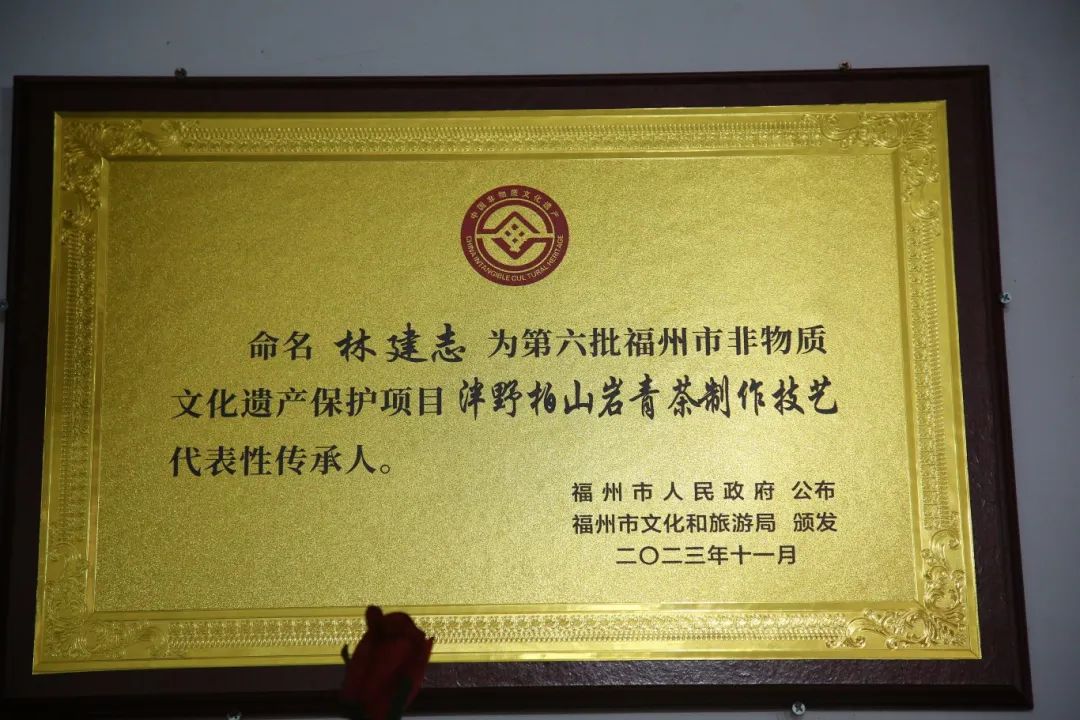 中国非物质文化遗产
CHINA INTANGIBLE CULTURAL HERITAGE
命名 林建志 为第六批福州市非物质
文化遗产保护项目 泮野柏山岩青茶制作技艺
代表性传承人。
福州市人民政府 公布
福州市文化和旅游局 颁发
二〇二三年十一月